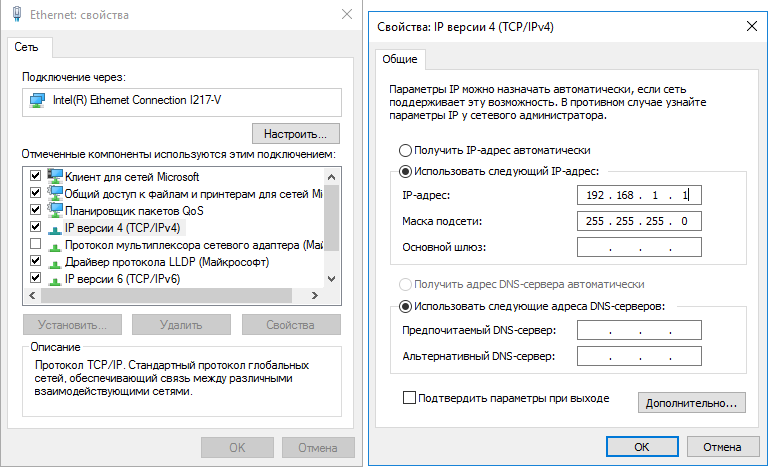 Ethernet: свойства
Сеть
Подключение через:
Intel(R) Ethernet Connection I217-V
Настроить...
Отмеченные компоненты используются этим подключением:
Клиент для сетей Microsoft
Общий доступ к файлам и принтерам для сетей Mi
Планировщик пакетов QoS
IP версии 4 (TCP/IPv4)
Протокол мультиплексора сетевого адаптера (Май
Драйвер протокола LLDP (Майкрософт)
IP версии 6 (TCP/IPv6)
Установить...
Удалить
Свойства
Описание
Протокол TCP/IP. Стандартный протокол глобальных
сетей, обеспечивающий связь между различными
взаимодействующими сетями.
OK
Отмена
Свойства: IP версии 4 (TCP/IPv4)
Общие
Параметры IP можно назначать автоматически, если сеть
поддерживает эту возможность. В противном случае узнайте
параметры IP у сетевого администратора.
Получить IP-адрес автоматически
Использовать следующий IP-адрес:
IP-адрес:
192 . 168 . 1 . 1
Маска подсети:
255 . 255 . 255 . 0
Основной шлюз:
. . .
Получить адрес DNS-сервера автоматически
Использовать следующие адреса DNS-серверов:
Предпочитаемый DNS-сервер:
. . .
Альтернативный DNS-сервер:
. . .
Подтвердить параметры при выходе
Дополнительно...
OK
Отмена